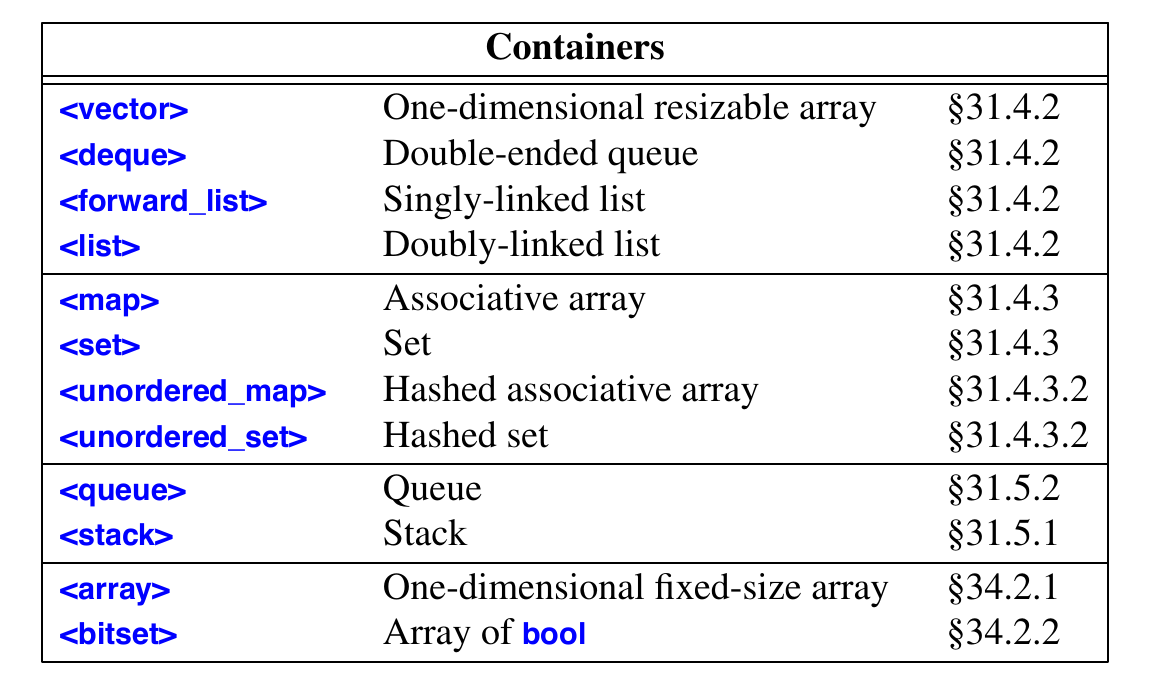 Containers
<vector> One-dimensional resizable array §31.4.2
<deque> Double-ended queue §31.4.2
<forward_list> Singly-linked list §31.4.2
<list> Doubly-linked list §31.4.2
<map> Associative array §31.4.3
<set> Set §31.4.3
<unordered_map> Hashed associative array §31.4.3.2
<unordered_set> Hashed set §31.4.3.2
<queue> Queue §31.5.2
<stack> Stack §31.5.1
<array> One-dimensional fixed-size array §34.2.1
<bitset> Array of bool §34.2.2